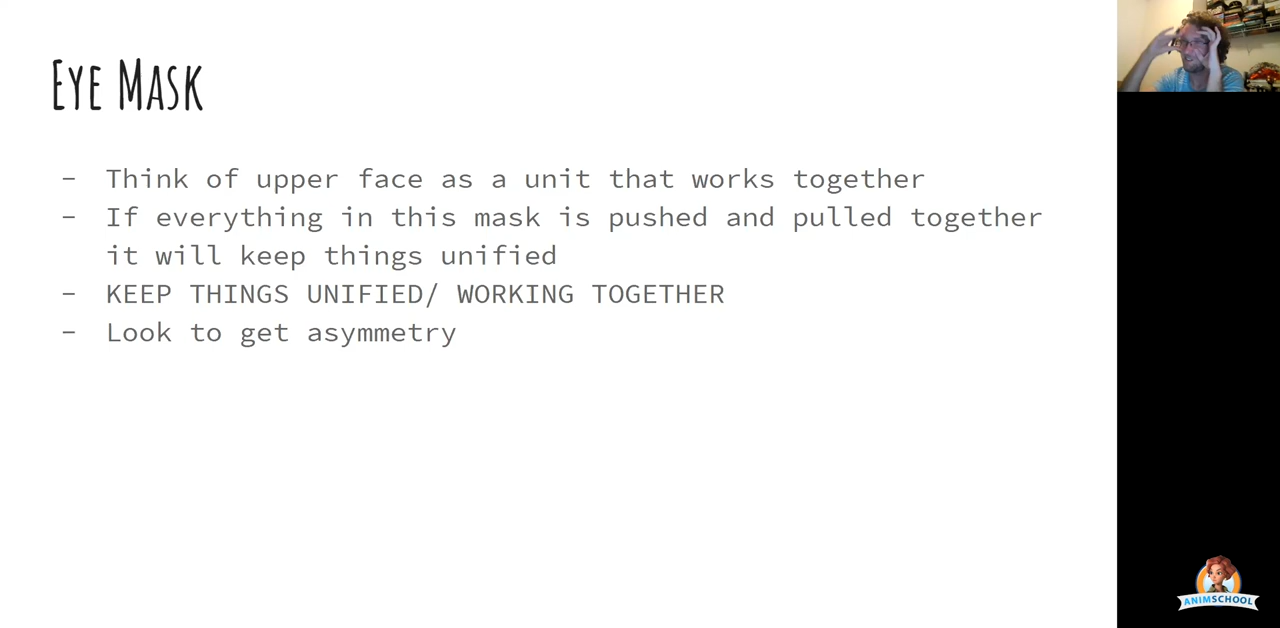 EYE MASK
- Think of upper face as a unit that works together
- If everything in this mask is pushed and pulled together
it will keep things unified
- KEEP THINGS UNIFIED/ WORKING TOGETHER
- Look to get asymmetry
ANIMSCHOOL